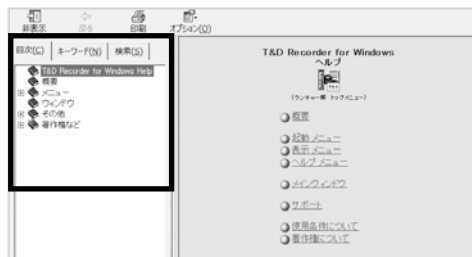 非表示 戻る 印刷 オプション(O)
目次(C) キーワード(N) 検索(S)
T&D Recorder for Windows Help
概要
メニュー
ウィンドウ
その他
著作権など
T&D Recorder for Windows
ヘルプ
(ランチャー部 トップメニュー)
概要
起動 メニュー
表示 メニュー
ヘルプ メニュー
メインウィンドウ
サポート
使用条件について
著作権について